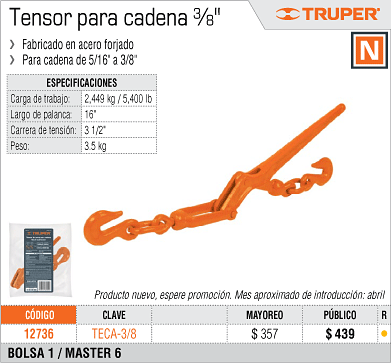 Tensor para cadena 3/8"
TRUPER®
Fabricado en acero forjado
Para cadena de 5/16" a 3/8"
N
ESPECIFICACIONES
Carga de trabajo: 2,449 kg / 5,400 lb
Largo de palanca: 16"
Carrera de tensión: 3 1/2"
Peso: 3.5 kg
TRUPER
Producto nuevo, espere promoción. Mes aproximado de introducción: abril
CÓDIGO CLAVE MAYOREO PÚBLICO R
12736 TECA-3/8 $ 357 $ 439
BOLSA 1 / MASTER 6